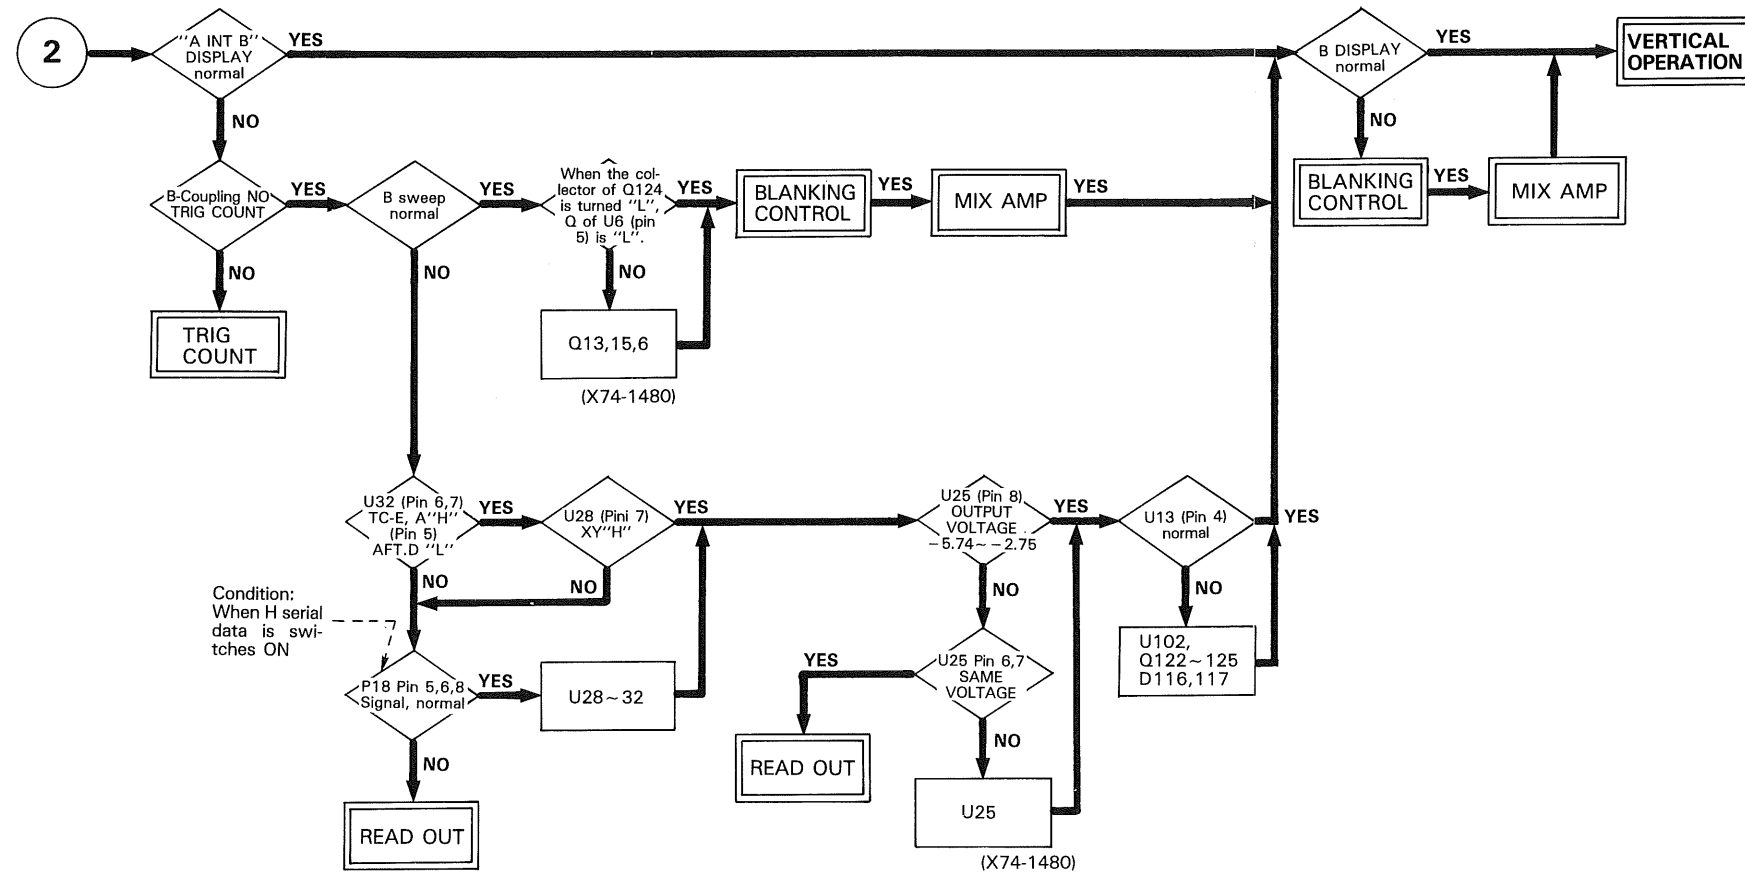 2
"A INT B"
DISPLAY
normal
YES
NO
B DISPLAY
normal
YES
NO
VERTICAL
OPERATION
B-Coupling NO
TRIG COUNT
YES
NO
TRIG
COUNT
B sweep
normal
YES
NO
When the col-
lector of Q124
is turned "L",
Q of U6 (pin
5) is "L".
YES
NO
Q13,15,6
(X74-1480)
BLANKING
CONTROL
YES
MIX AMP
YES
BLANKING
CONTROL
YES
MIX AMP
U32 (Pin 6,7)
TC-E, A"H"
(Pin 5)
AFT.D "L"
YES
NO
U28 (Pini 7)
XY"H"
YES
NO
U25 (Pin 8)
OUTPUT
VOLTAGE
-5.74~-2.75
YES
NO
U13 (Pin 4)
normal
YES
NO
U102,
Q122~125
D116,117
Condition:
When H serial
data is swi-
tches ON
P18 Pin 5,6,8
Signal, normal
YES
NO
U28~32
READ OUT
U25 Pin 6,7
SAME
VOLTAGE
YES
NO
READ OUT
U25
(X74-1480)